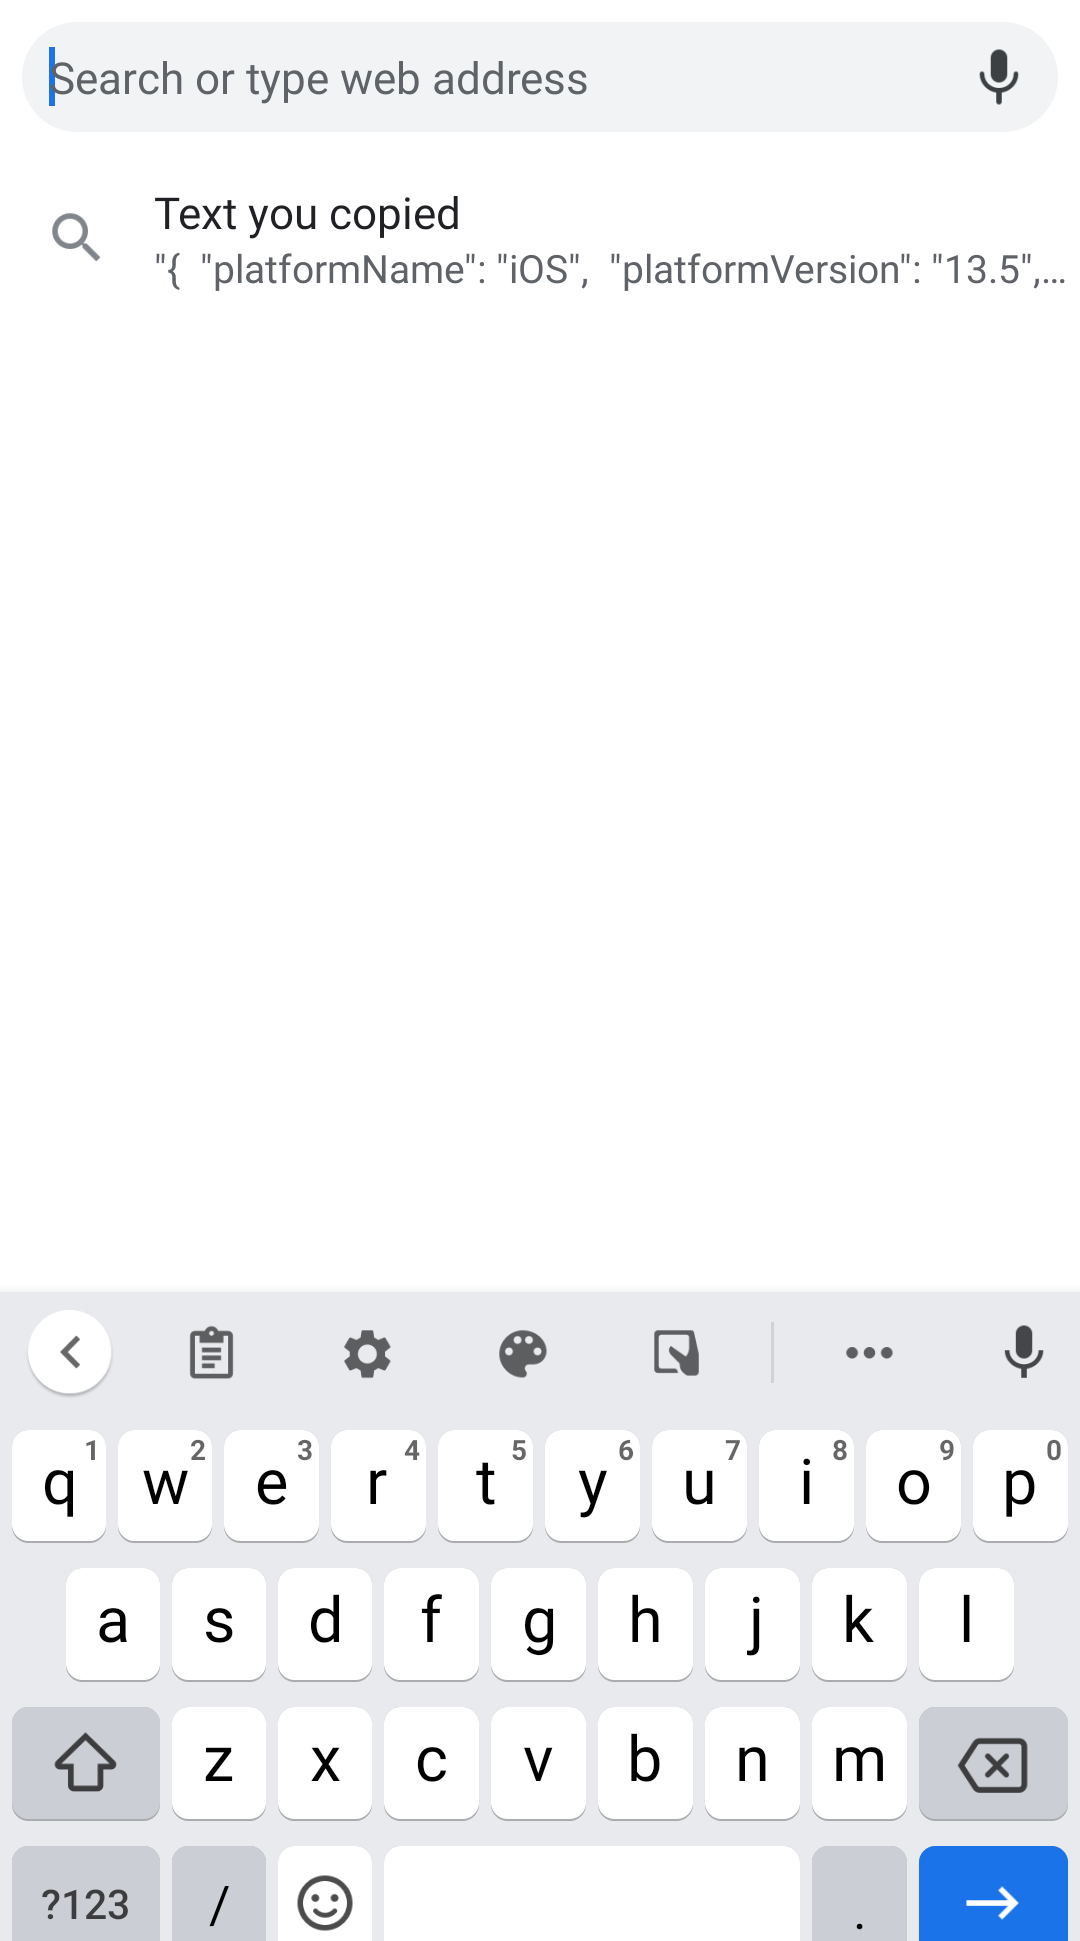 Search or type web address
Text you copied
"{  "platformName": "iOS",  "platformVersion": "13.5",...
q 1 w 2 e 3 r 4 t 5 y 6 u 7 i 8 o 9 p 0
a s d f g h j k l
z x c v b n m
?123 / .